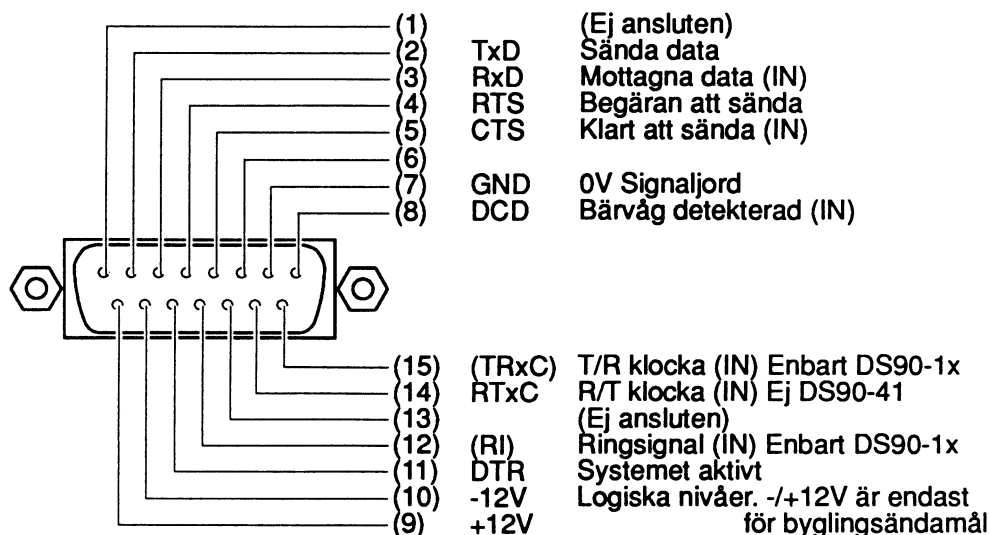 (1) (Ej ansluten)
(2) TxD Sända data
(3) RxD Mottagna data (IN)
(4) RTS Begäran att sända
(5) CTS Klart att sända (IN)
(6)
(7) GND 0V Signaljord
(8) DCD Bärvåg detekterad (IN)
(15) (TRxC) T/R klocka (IN) Enbart DS90-1x
(14) RTxC R/T klocka (IN) Ej DS90-41
(13) (Ej ansluten)
(12) (RI) Ringsignal (IN) Enbart DS90-1x
(11) DTR Systemet aktivt
(10) -12V Logiska nivåer. -/+12V är endast
(9) +12V för byglingsändamål